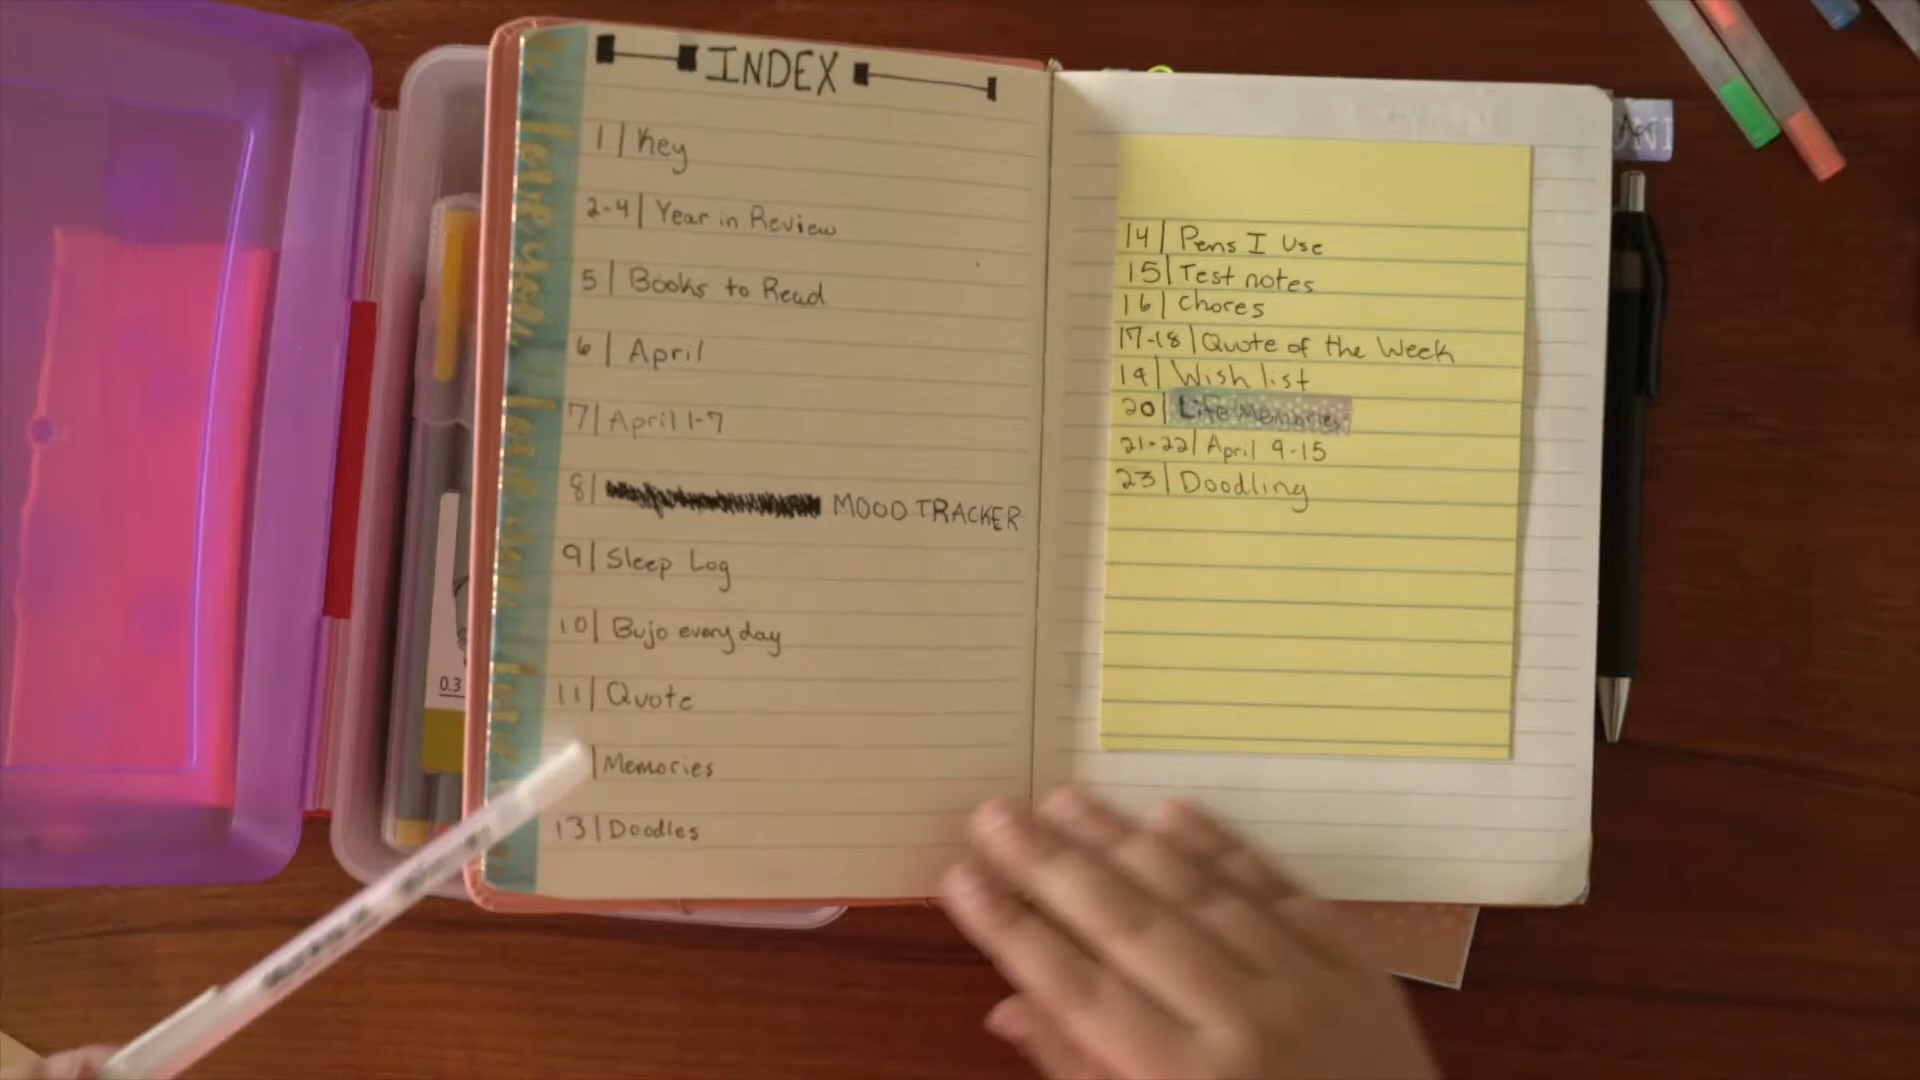 INDEX
1 | Key
2-4 | Year in Review
5 | Books to Read
6 | April
7 | April 1-7
8 | MOOD TRACKER
9 | Sleep Log
10 | Bujo every day
11 | Quote
| Memories
13 | Doodles
14 | Pens I Use
15 | Test notes
16 | Chores
17-18 | Quote of the Week
19 | Wish list
20 | Life Memories
21-22 | April 9-15
23 | Doodling
0.3